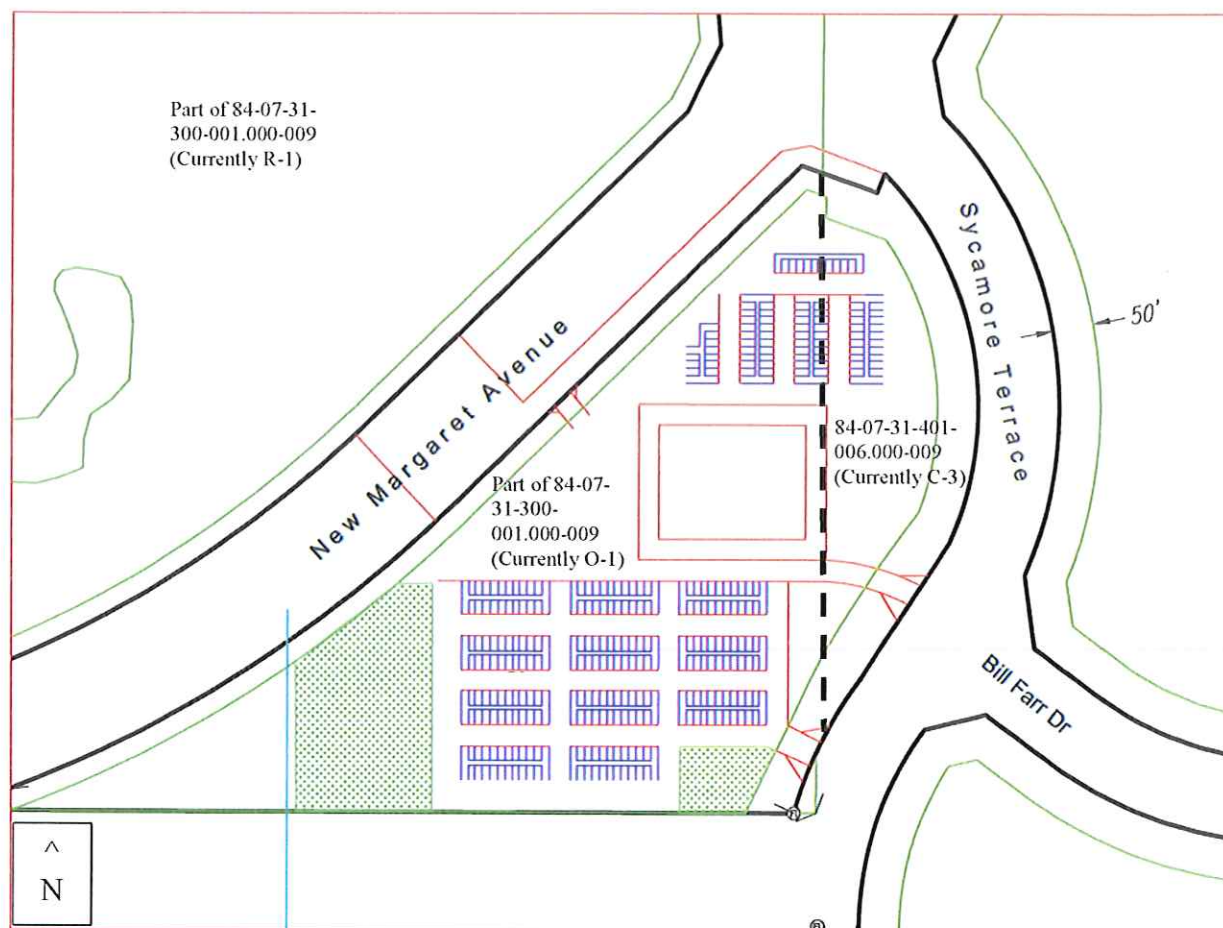 Part of 84-07-31-
300-001.000-009
(Currently R-1)
Sycamore Terrace
50'
New Margaret Avenue
84-07-31-401-
006.000-009
(Currently C-3)
Part of 84-07-
31-300-
001.000-009
(Currently O-1)
Bill Farr Dr
^
N